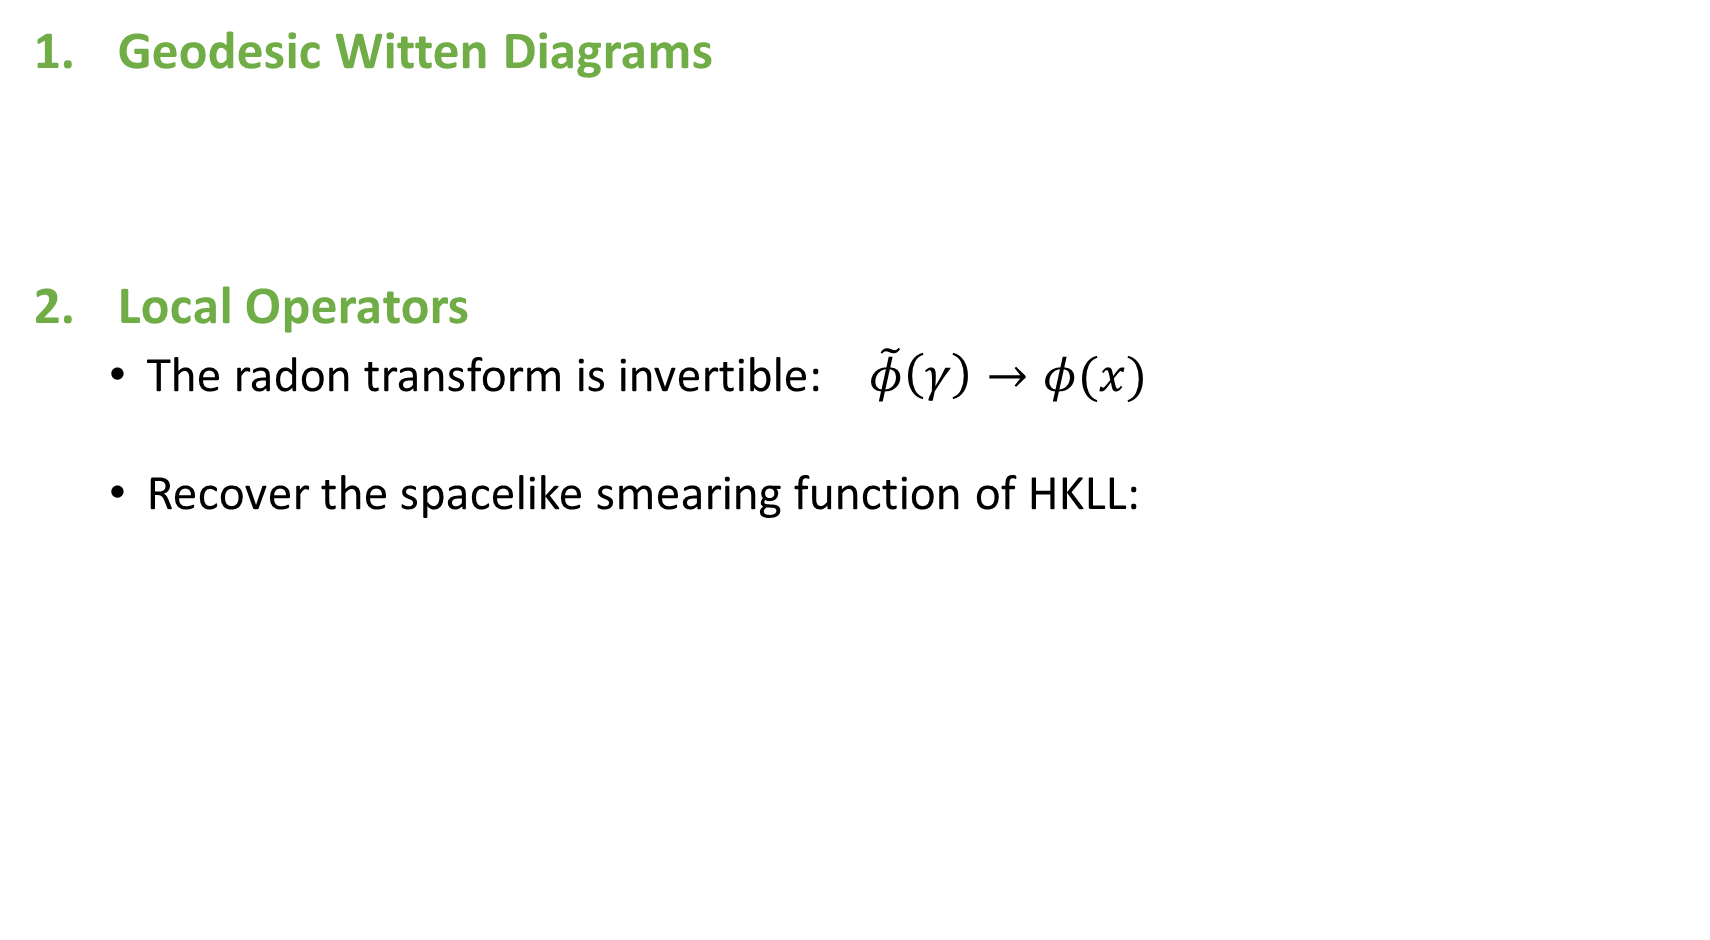 1. Geodesic Witten Diagrams
2. Local Operators
• The radon transform is invertible: ϕ̃(γ) → ϕ(x)
• Recover the spacelike smearing function of HKLL: